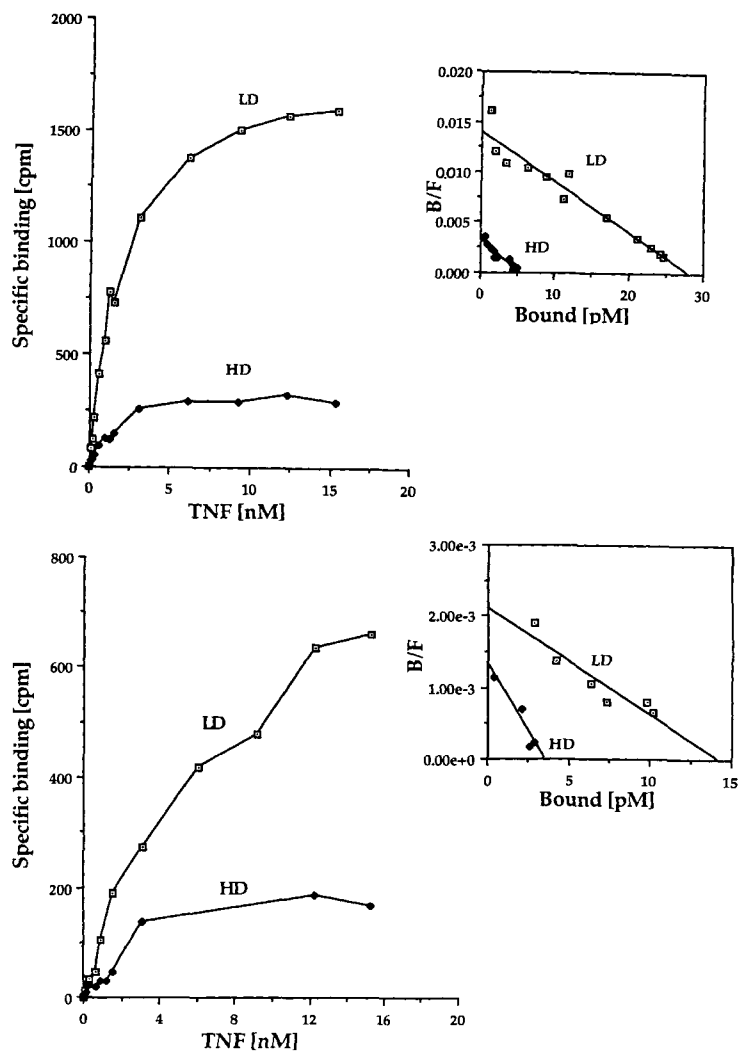 2000
1500
1000
500
0
Specific binding [cpm]
LD
HD
0 5 10 15 20
TNF [nM]
0.020
0.015
0.010
0.005
0.000
B/F
LD
HD
0 10 20 30
Bound [pM]
800
600
400
200
0
Specific binding [cpm]
LD
HD
0 4 8 12 16 20
TNF [nM]
3.00e-3
2.00e-3
1.00e-3
0.00e+0
B/F
LD
HD
0 5 10 15
Bound [pM]